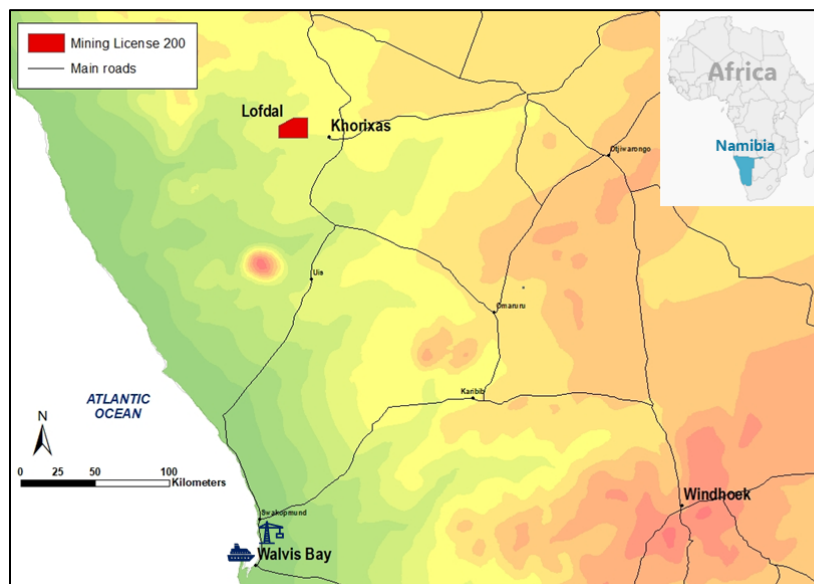 Mining License 200
Main roads
Africa
Namibia
Lofdal
Khorixas
Otjiwarongo
Uis
Omaruru
ATLANTIC
OCEAN
Karibib
N
0 25 50 100
Kilometers
Windhoek
Swakopmund
Walvis Bay